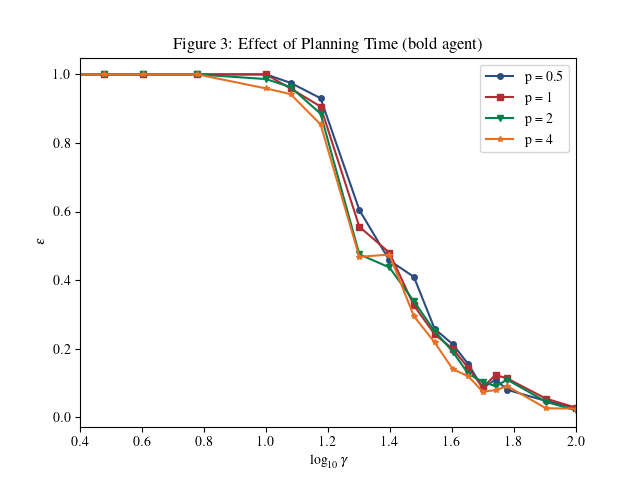 Figure 3: Effect of Planning Time (bold agent)
1.0
0.8
0.6
0.4
0.2
0.0
ε
p = 0.5
p = 1
p = 2
p = 4
0.4 0.6 0.8 1.0 1.2 1.4 1.6 1.8 2.0
log₁₀ γ